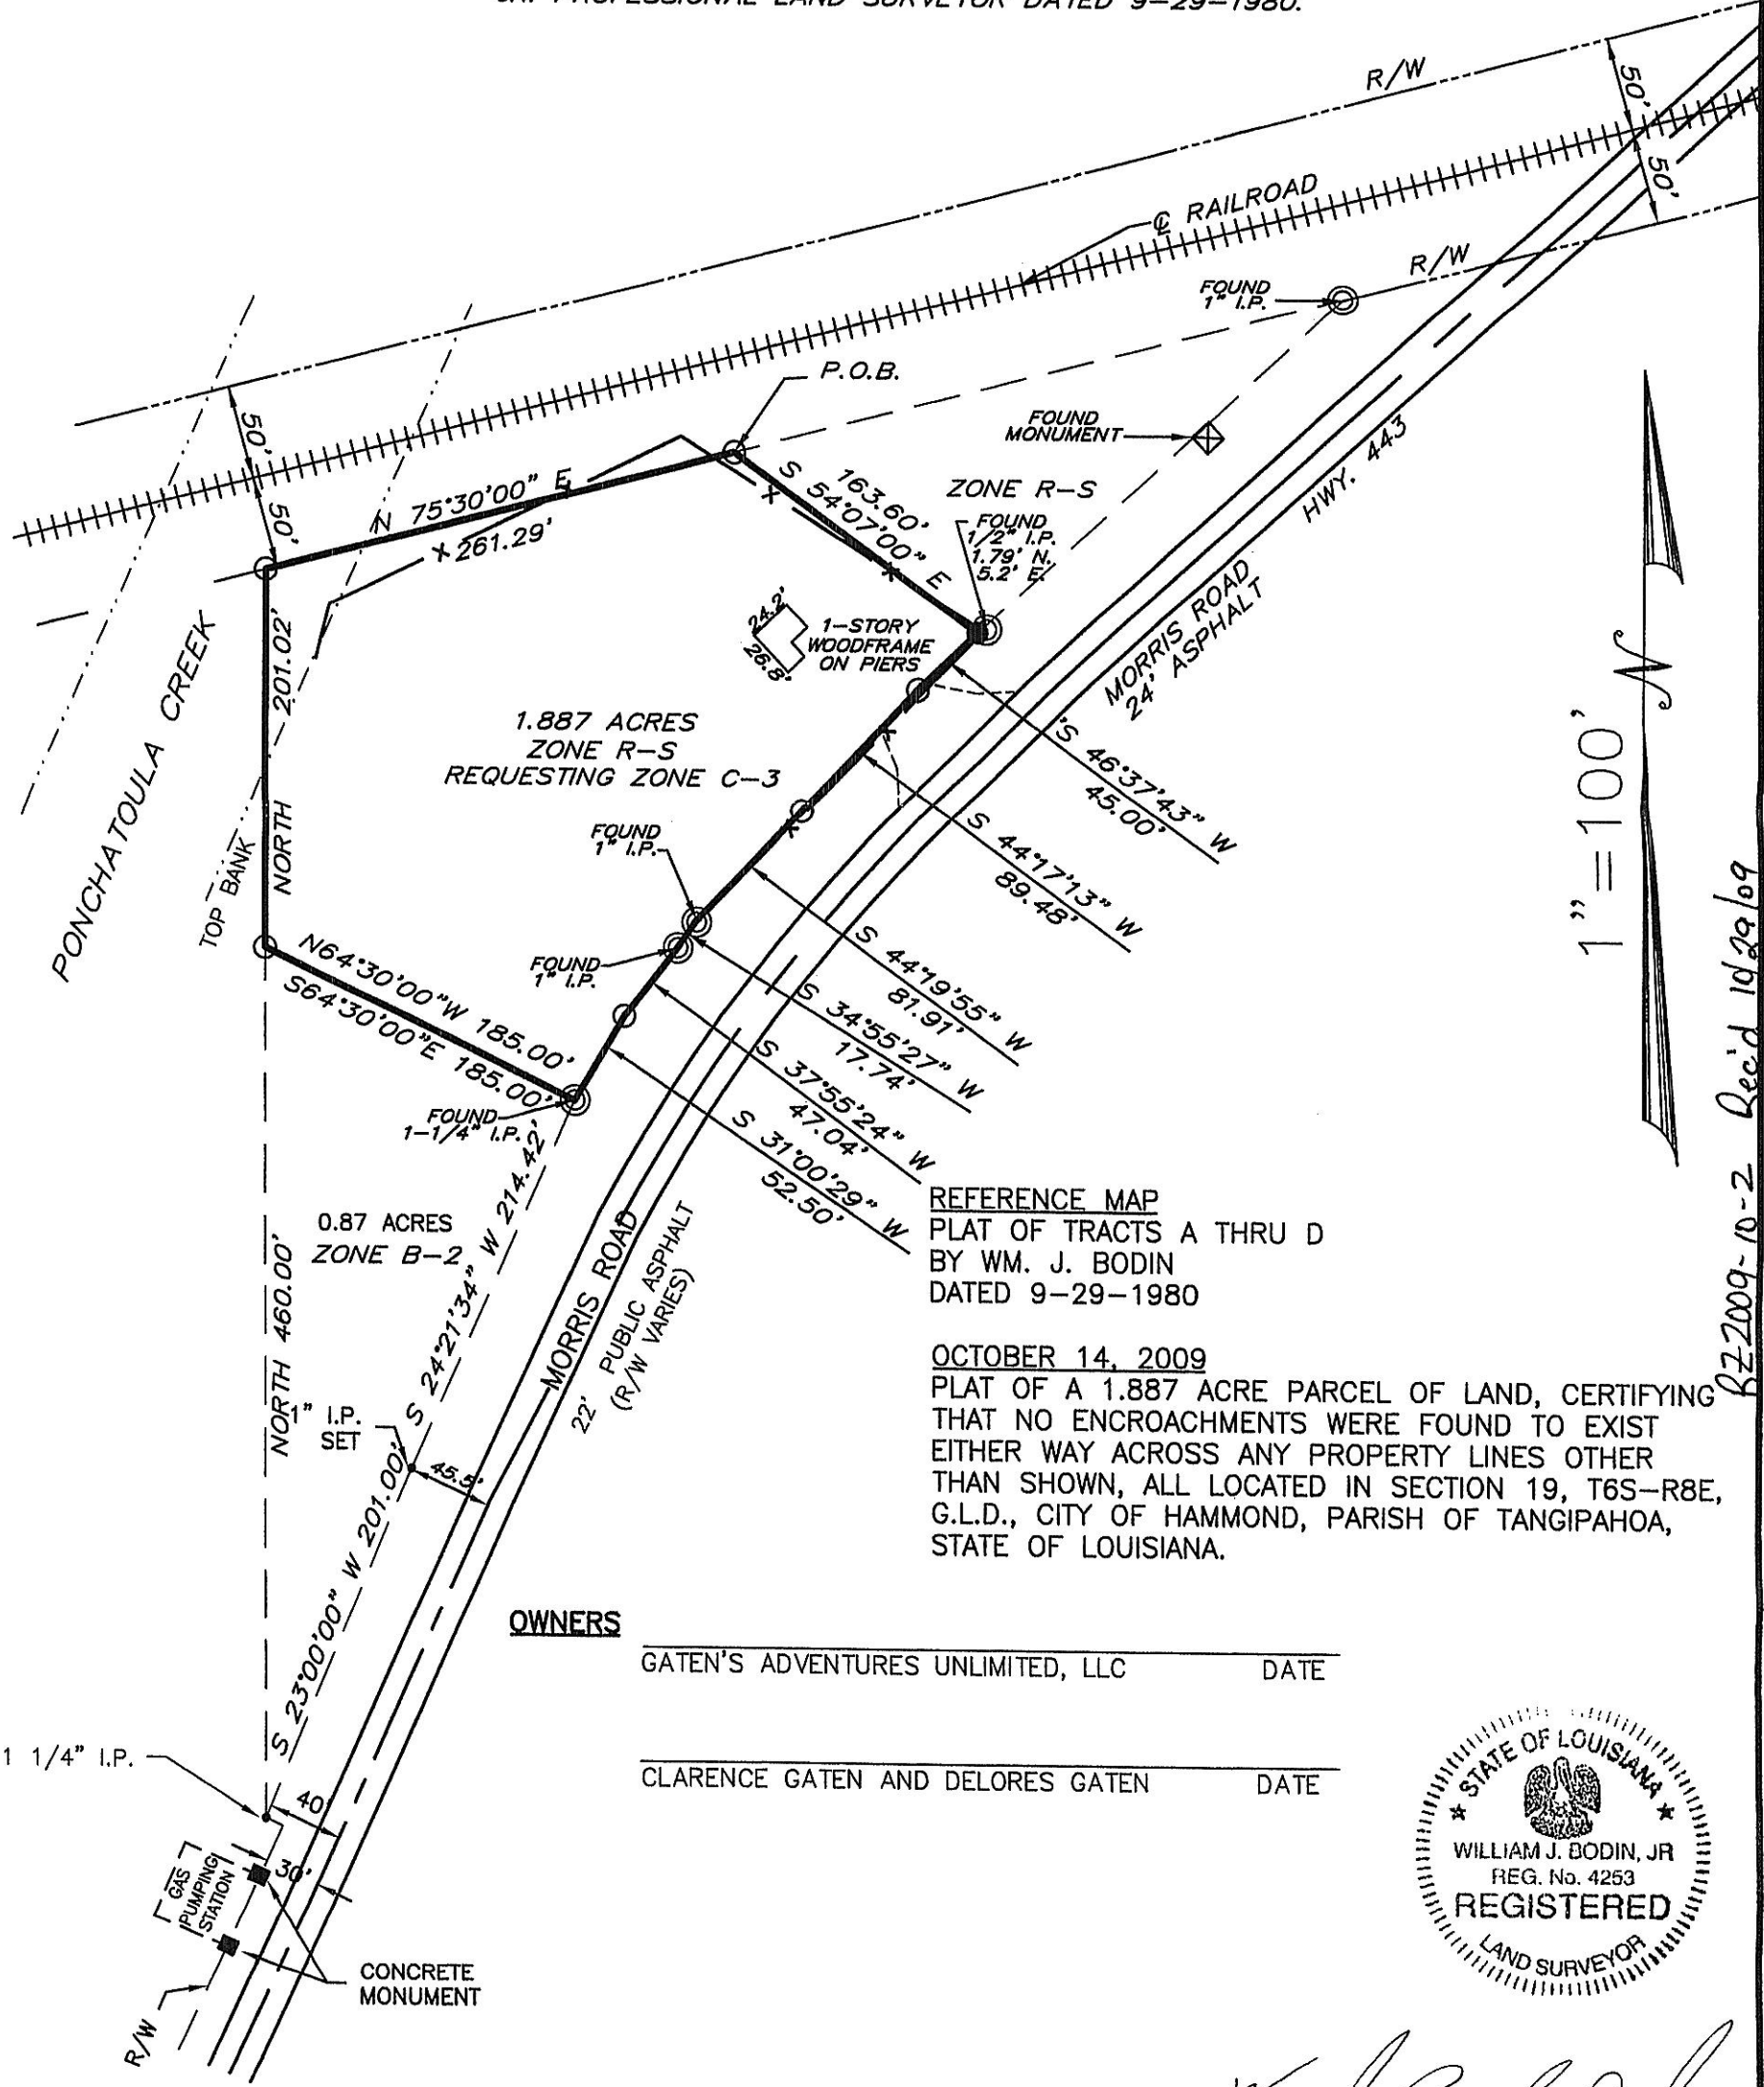 JR. PROFESSIONAL LAND SURVEYOR DATED 9-29-1980.
R/W
50'
50'
℄ RAILROAD
R/W
FOUND
1" I.P.
P.O.B.
FOUND
MONUMENT
HWY. 443
50'
50'
N 75°30'00" E
261.29'
163.60'
S 54°07'00" E
ZONE R-S
FOUND
1/2" I.P.
1.79' N.
5.2' E.
MORRIS ROAD
24' ASPHALT
24.2'
26.8'
1-STORY
WOODFRAME
ON PIERS
PONCHATOULA CREEK
TOP BANK
NORTH 201.02'
1.887 ACRES
ZONE R-S
REQUESTING ZONE C-3
N
1"=100'
S 46°37'43" W
45.00'
S 44°17'13" W
89.48'
S 44°19'55" W
81.91'
S 34°55'27" W
17.74'
S 37°55'24" W
47.04'
S 31°00'29" W
52.50'
FOUND
1" I.P.
FOUND
1" I.P.
N64°30'00"W 185.00'
S64°30'00"E 185.00'
FOUND
1-1/4" I.P.
0.87 ACRES
ZONE B-2
NORTH 460.00'
S 24°21'34" W 214.42'
1" I.P.
SET
45.5'
S 23°00'00" W 201.00'
MORRIS ROAD
22' PUBLIC ASPHALT
(R/W VARIES)
REFERENCE MAP
PLAT OF TRACTS A THRU D
BY WM. J. BODIN
DATED 9-29-1980
OCTOBER 14, 2009
PLAT OF A 1.887 ACRE PARCEL OF LAND, CERTIFYING
THAT NO ENCROACHMENTS WERE FOUND TO EXIST
EITHER WAY ACROSS ANY PROPERTY LINES OTHER
THAN SHOWN, ALL LOCATED IN SECTION 19, T6S-R8E,
G.L.D., CITY OF HAMMOND, PARISH OF TANGIPAHOA,
STATE OF LOUISIANA.
RZ2009-10-2 Rec'd 10/29/09
OWNERS
GATEN'S ADVENTURES UNLIMITED, LLC DATE
CLARENCE GATEN AND DELORES GATEN DATE
1 1/4" I.P.
40'
30'
GAS
PUMPING
STATION
CONCRETE
MONUMENT
R/W
STATE OF LOUISIANA
WILLIAM J. BODIN, JR
REG. No. 4253
REGISTERED
LAND SURVEYOR